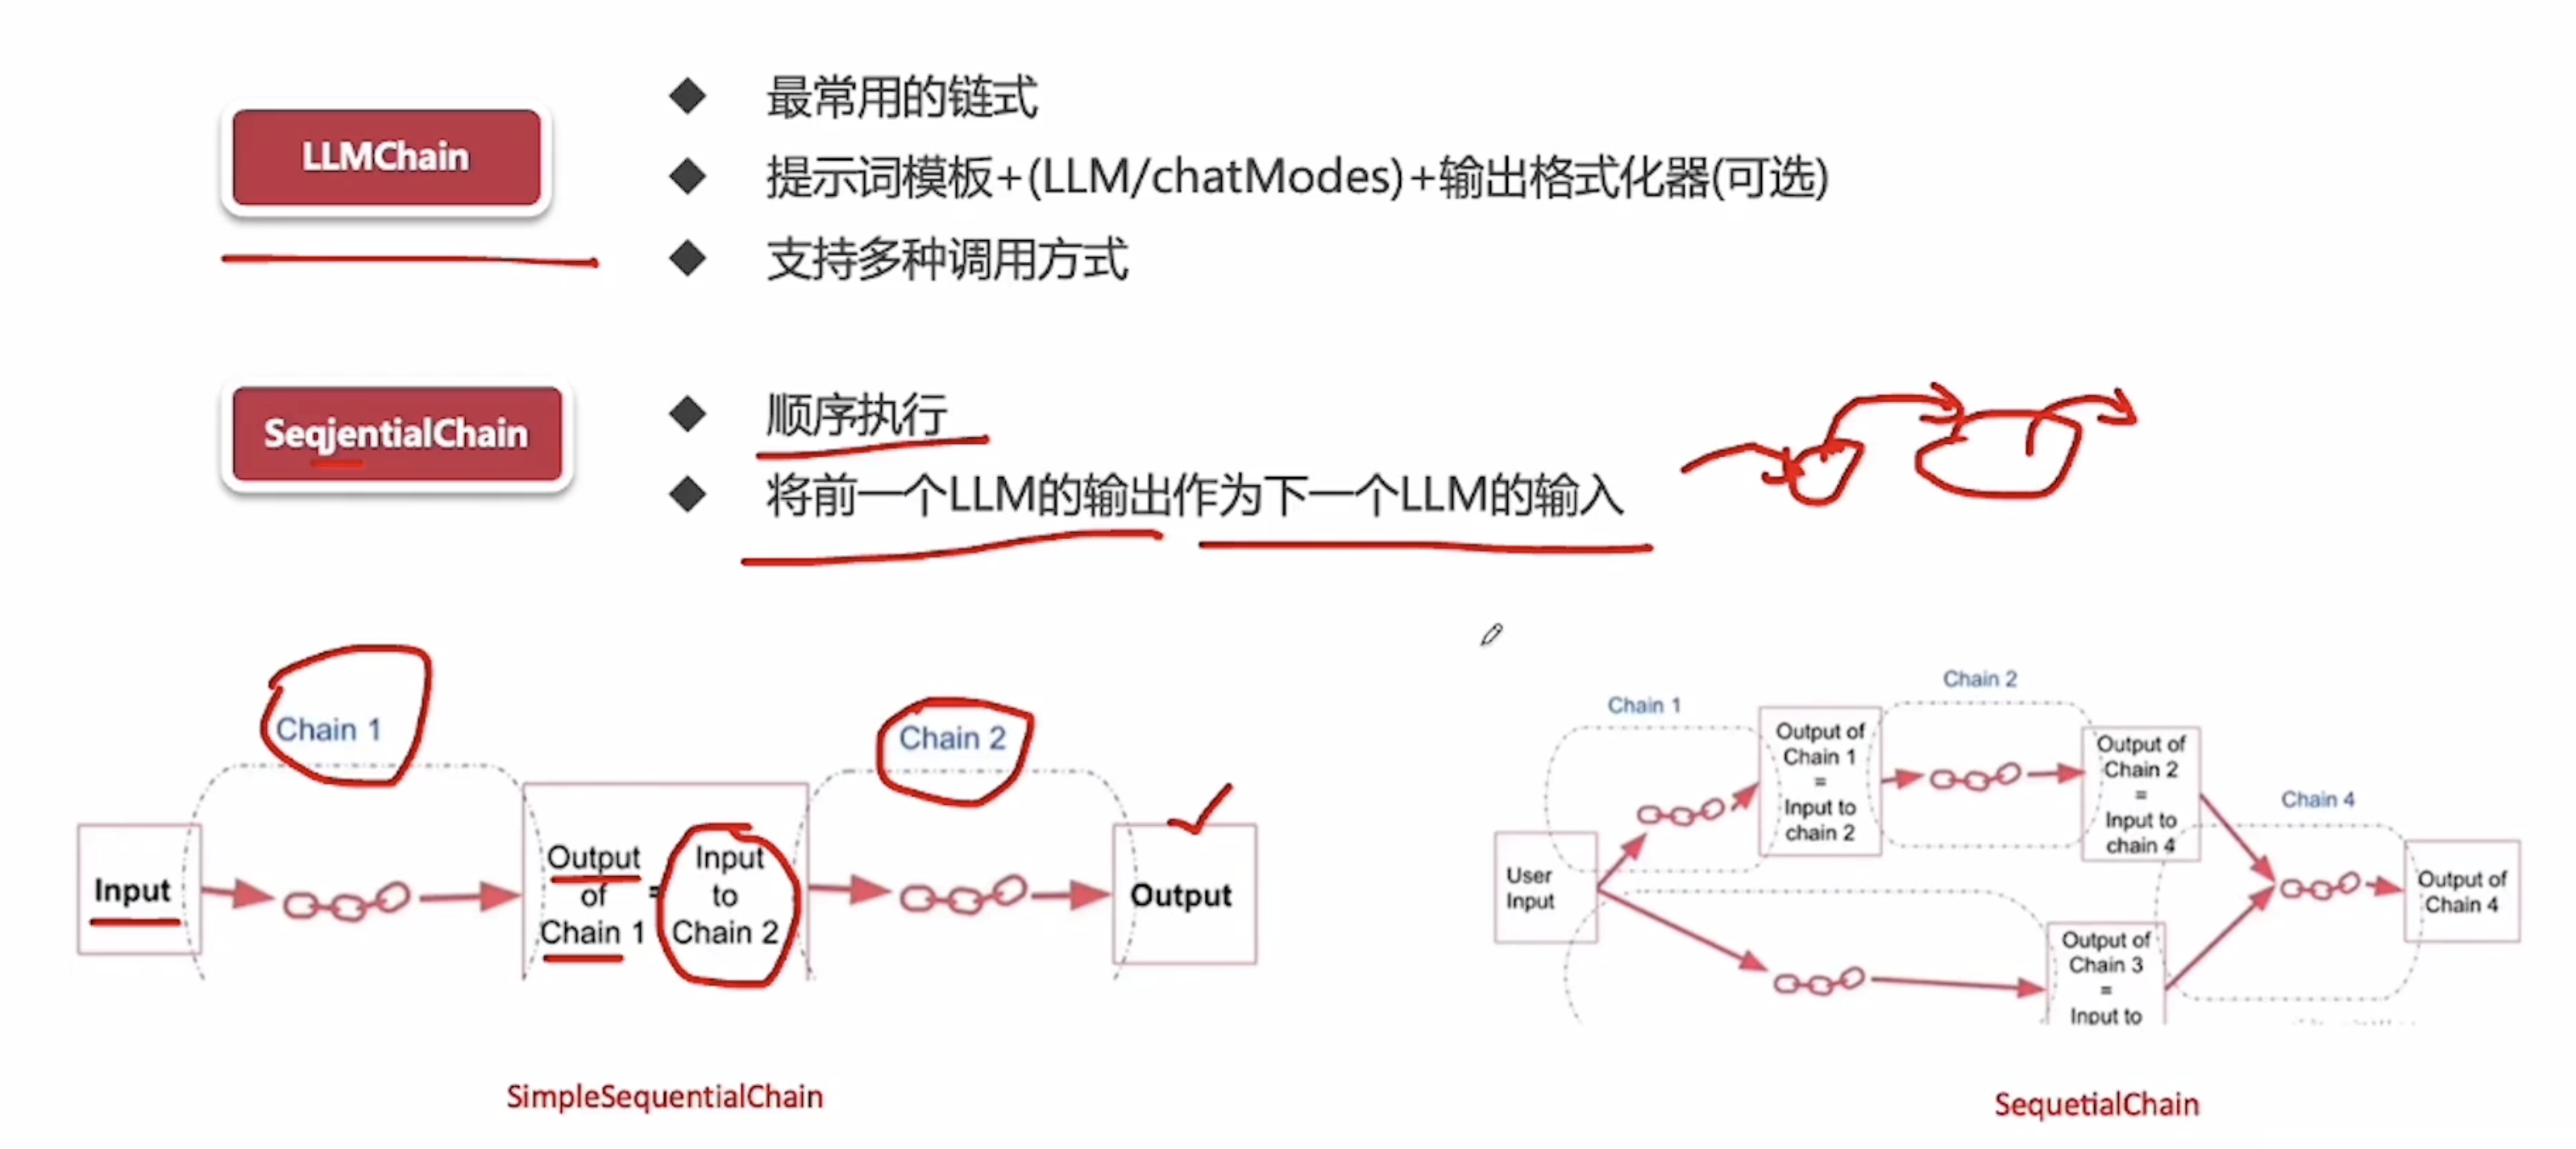 LLMChain
最常用的链式
提示词模板+(LLM/chatModes)+输出格式化器(可选)
支持多种调用方式
SeqjentialChain
顺序执行
将前一个LLM的输出作为下一个LLM的输入
Chain 1
Chain 2
Input
Output
of
Chain 1
=
Input
to
Chain 2
Output
SimpleSequentialChain
Chain 1
Chain 2
Chain 4
User
Input
Output of
Chain 1
=
Input to
chain 2
Output of
Chain 2
=
Input to
chain 4
Output of
Chain 3
=
Input to
Output of
Chain 4
SequetialChain